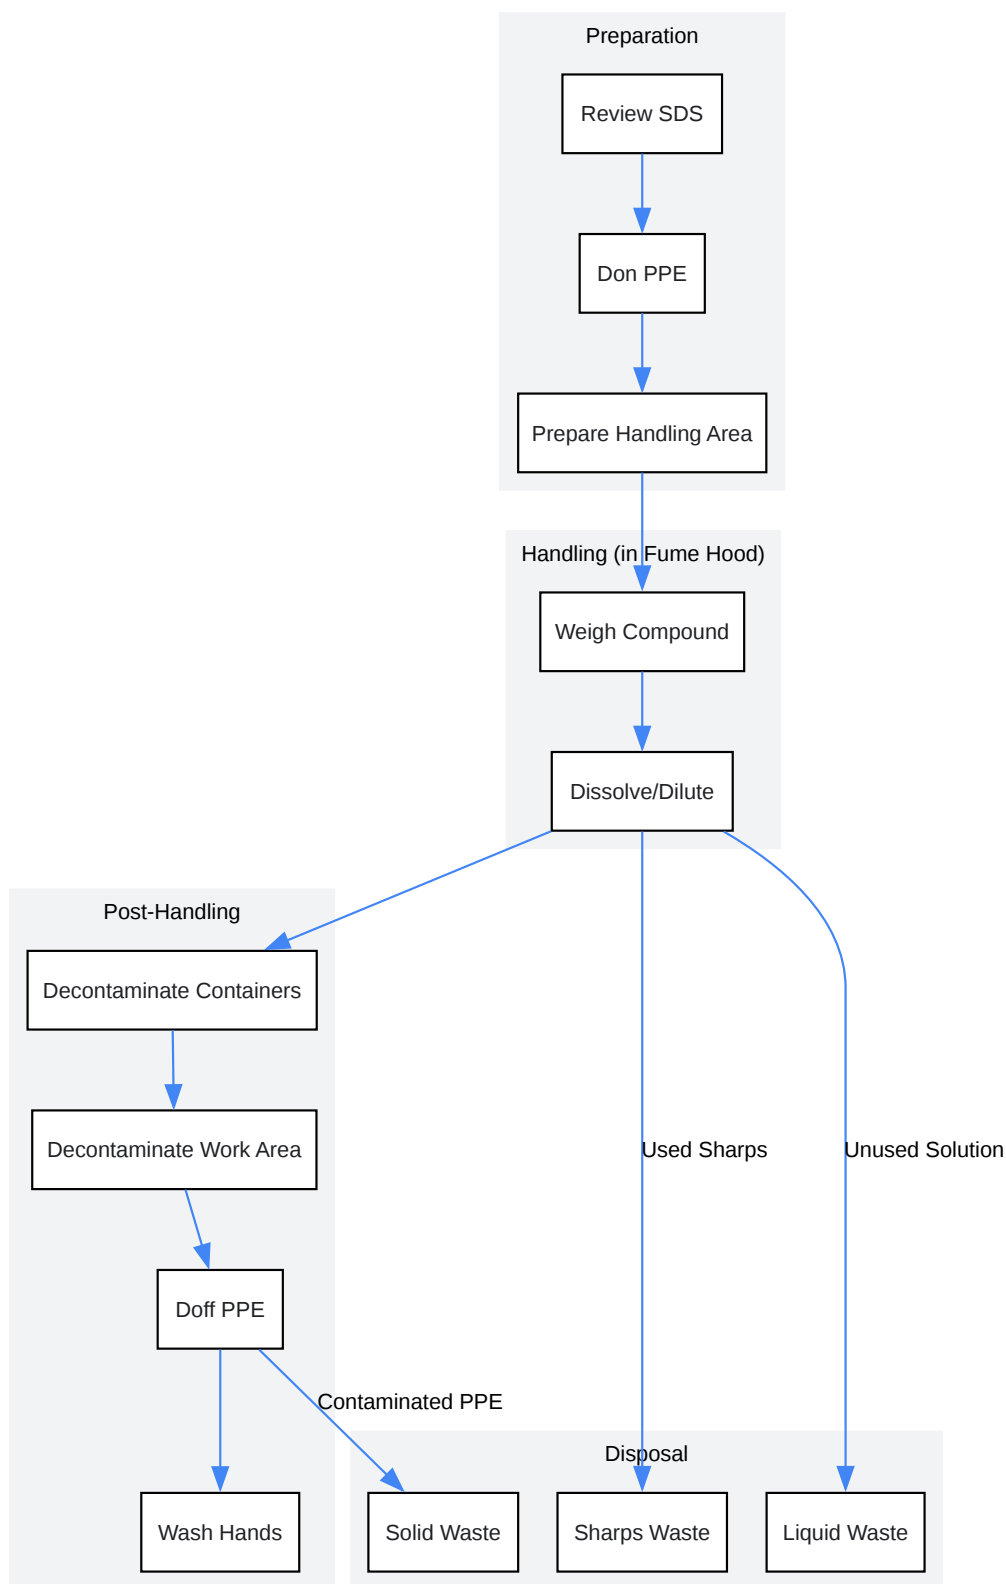 Preparation
Review SDS
Don PPE
Prepare Handling Area
Handling (in Fume Hood)
Weigh Compound
Dissolve/Dilute
Post-Handling
Decontaminate Containers
Decontaminate Work Area
Used Sharps
Unused Solution
Doff PPE
Contaminated PPE
Disposal
Wash Hands
Solid Waste
Sharps Waste
Liquid Waste